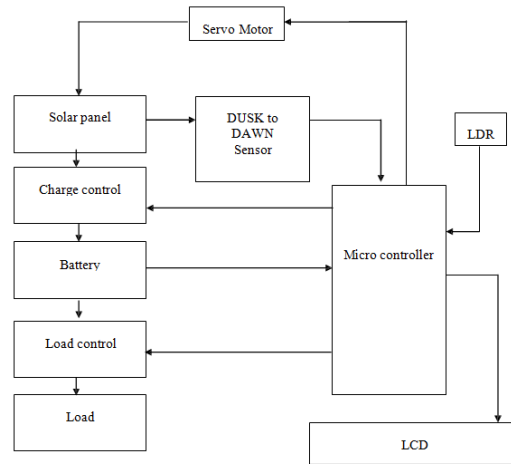 Servo Motor
Solar panel
DUSK to
DAWN
Sensor
LDR
Charge control
Micro controller
Battery
Load control
Load
LCD